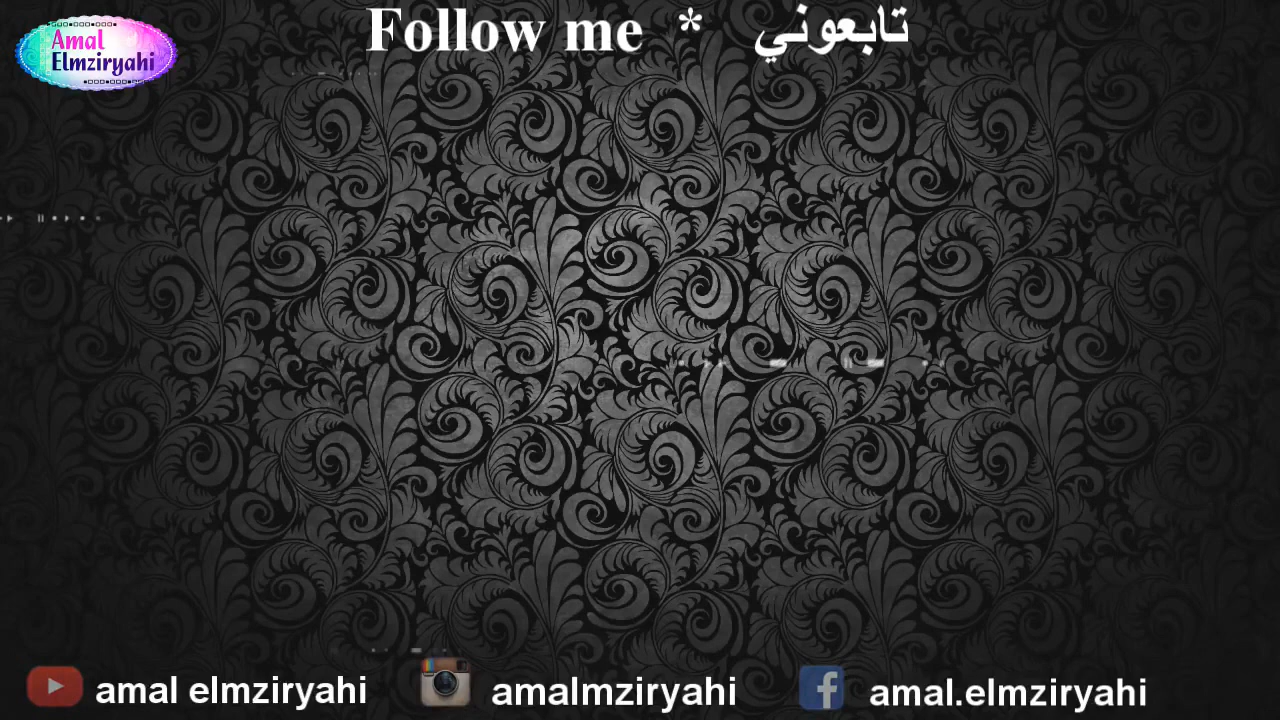 Amal
Elmziryahi
Follow me * تابعوني
amal elmziryahi
amalmziryahi
amal.elmziryahi